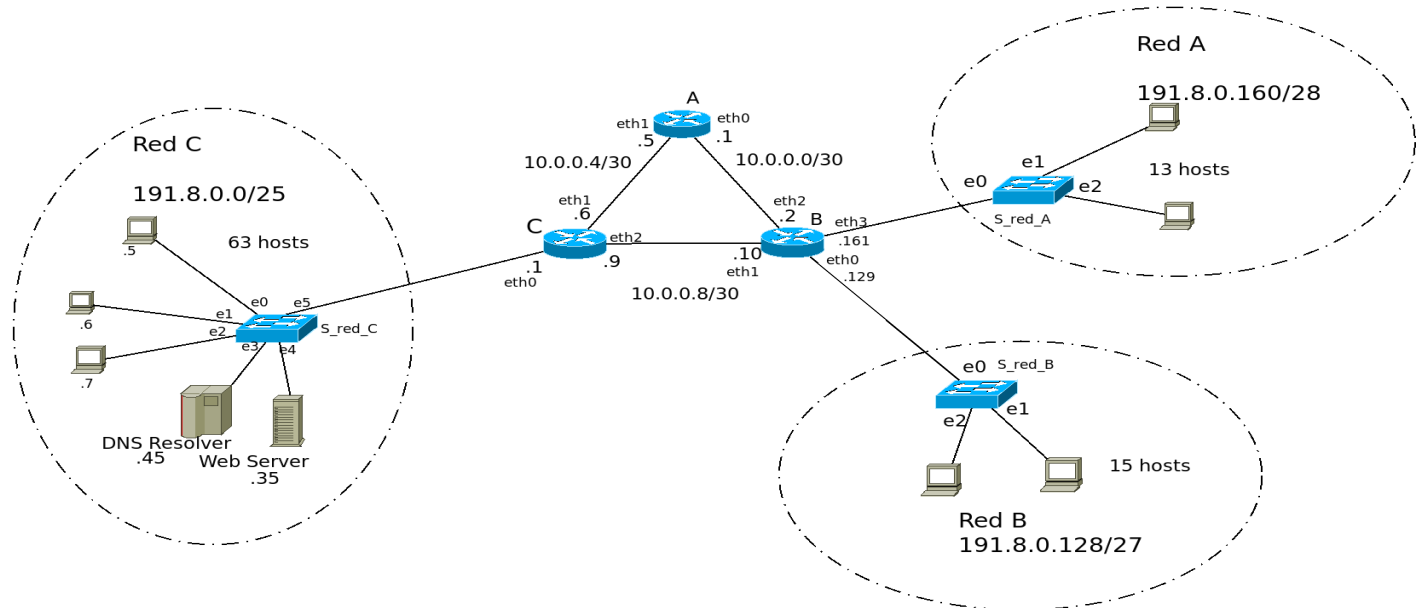 Red A
191.8.0.160/28
e1
e0
e2
13 hosts
S_red_A
A
eth1
eth0
.5
.1
10.0.0.4/30
10.0.0.0/30
Red C
191.8.0.0/25
63 hosts
.5
e0
e5
e1
.6
e2
S_red_C
e3
e4
.7
DNS Resolver
.45
Web Server
.35
eth1
.6
C
eth2
.1
.9
eth0
eth2
.2
B
eth3
.161
.10
eth0
eth1
.129
10.0.0.8/30
e0
S_red_B
e1
e2
15 hosts
Red B
191.8.0.128/27